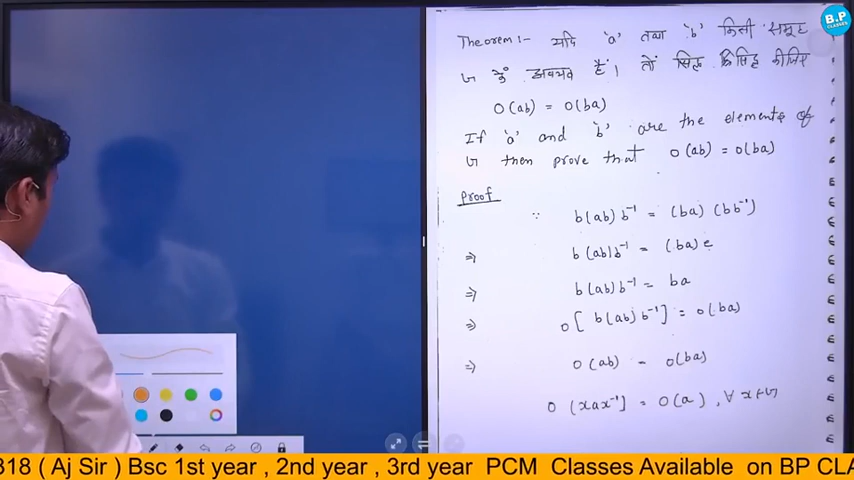 Theorem :- यदि 'a' तथा 'b' किसी समूह
G के अवयव हैं। तो सिद्ध कीजिए
O(ab) = O(ba)
If 'a' and 'b' are the elements of
G then prove that O(ab) = O(ba)
Proof
∵ b(ab)b⁻¹ = (ba)(bb⁻¹)
⇒ b(ab)b⁻¹ = (ba)e
⇒ b(ab)b⁻¹ = ba
⇒ O[b(ab)b⁻¹] = O(ba)
⇒ O(ab) = O(ba)
O(xax⁻¹] = O(a), ∀ x∈G
B.P
CLASSES
318 ( Aj Sir ) Bsc 1st year , 2nd year , 3rd year PCM Classes Available on BP CLA